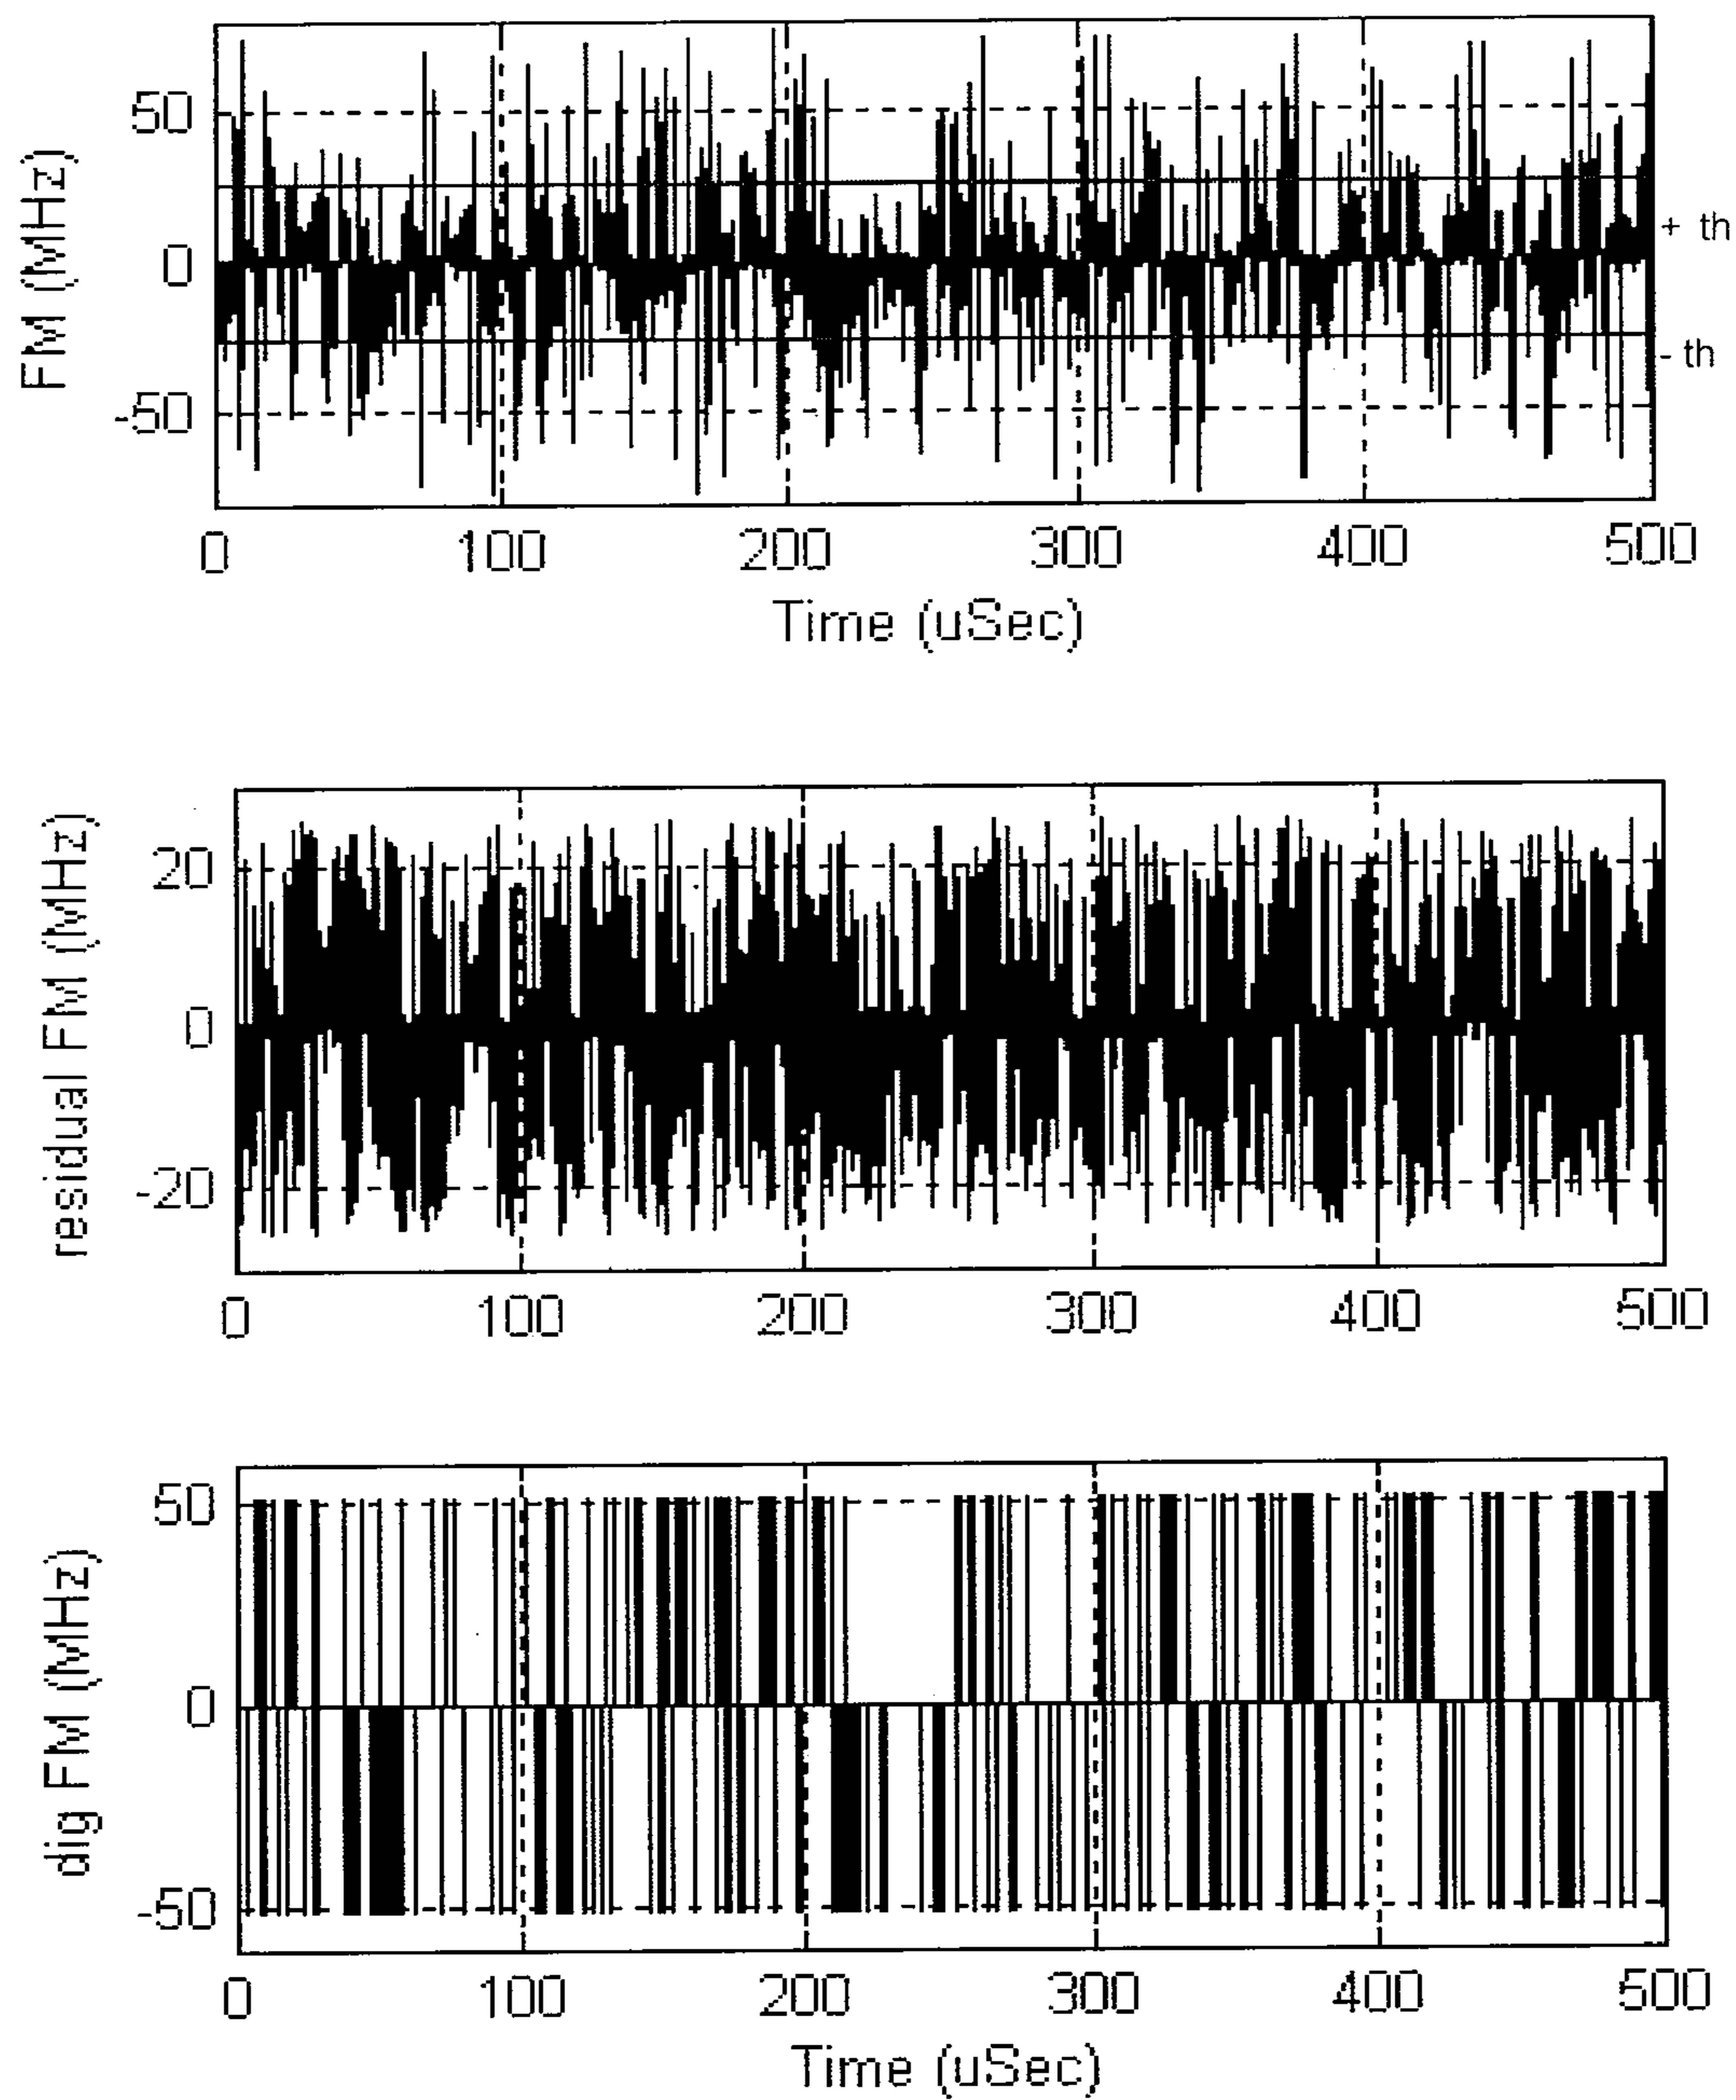 FM (MHz)
50
0
-50
+ th
- th
0 100 200 300 400 500
Time (uSec)
residual FM (MHz)
20
0
-20
0 100 200 300 400 500
dig FM (MHz)
50
0
-50
0 100 200 300 400 500
Time (uSec)